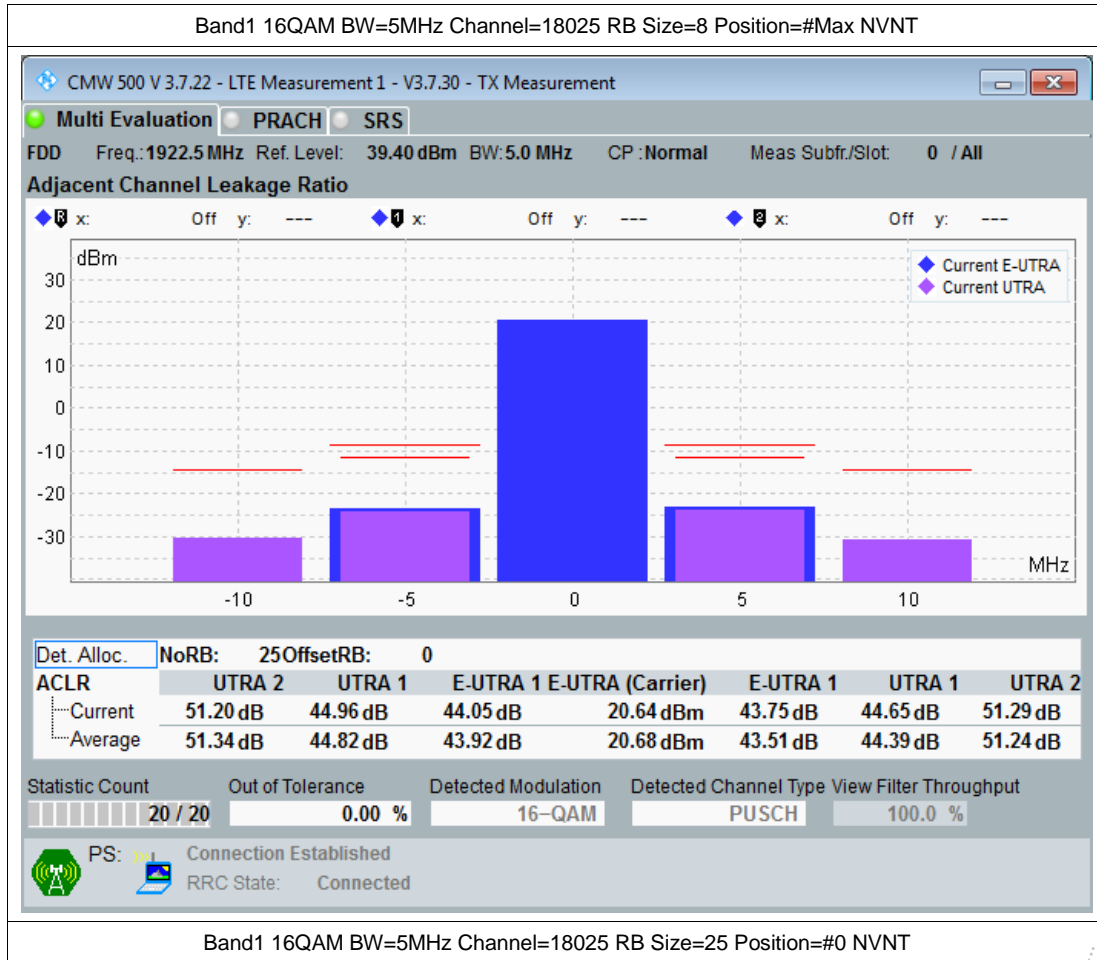 Band1 16QAM BW=5MHz Channel=18025 RB Size=8 Position=#Max NVNT
CMW 500 V 3.7.22 - LTE Measurement 1 - V3.7.30 - TX Measurement
Multi Evaluation PRACH SRS
FDD Freq.: 1922.5 MHz Ref. Level: 39.40 dBm BW: 5.0 MHz CP : Normal Meas Subfr./Slot: 0 / All
Adjacent Channel Leakage Ratio
R x: Off y: --- 1 x: Off y: --- 2 x: Off y: ---
dBm
Current E-UTRA
Current UTRA
30
20
10
0
-10
-20
-30
MHz
-10 -5 0 5 10
Det. Alloc. NoRB: 25 OffsetRB: 0
ACLR UTRA 2 UTRA 1 E-UTRA 1 E-UTRA (Carrier) E-UTRA 1 UTRA 1 UTRA 2
Current 51.20 dB 44.96 dB 44.05 dB 20.64 dBm 43.75 dB 44.65 dB 51.29 dB
Average 51.34 dB 44.82 dB 43.92 dB 20.68 dBm 43.51 dB 44.39 dB 51.24 dB
Statistic Count Out of Tolerance Detected Modulation Detected Channel Type View Filter Throughput
20 / 20 0.00 % 16-QAM PUSCH 100.0 %
PS: Connection Established
RRC State: Connected
Band1 16QAM BW=5MHz Channel=18025 RB Size=25 Position=#0 NVNT